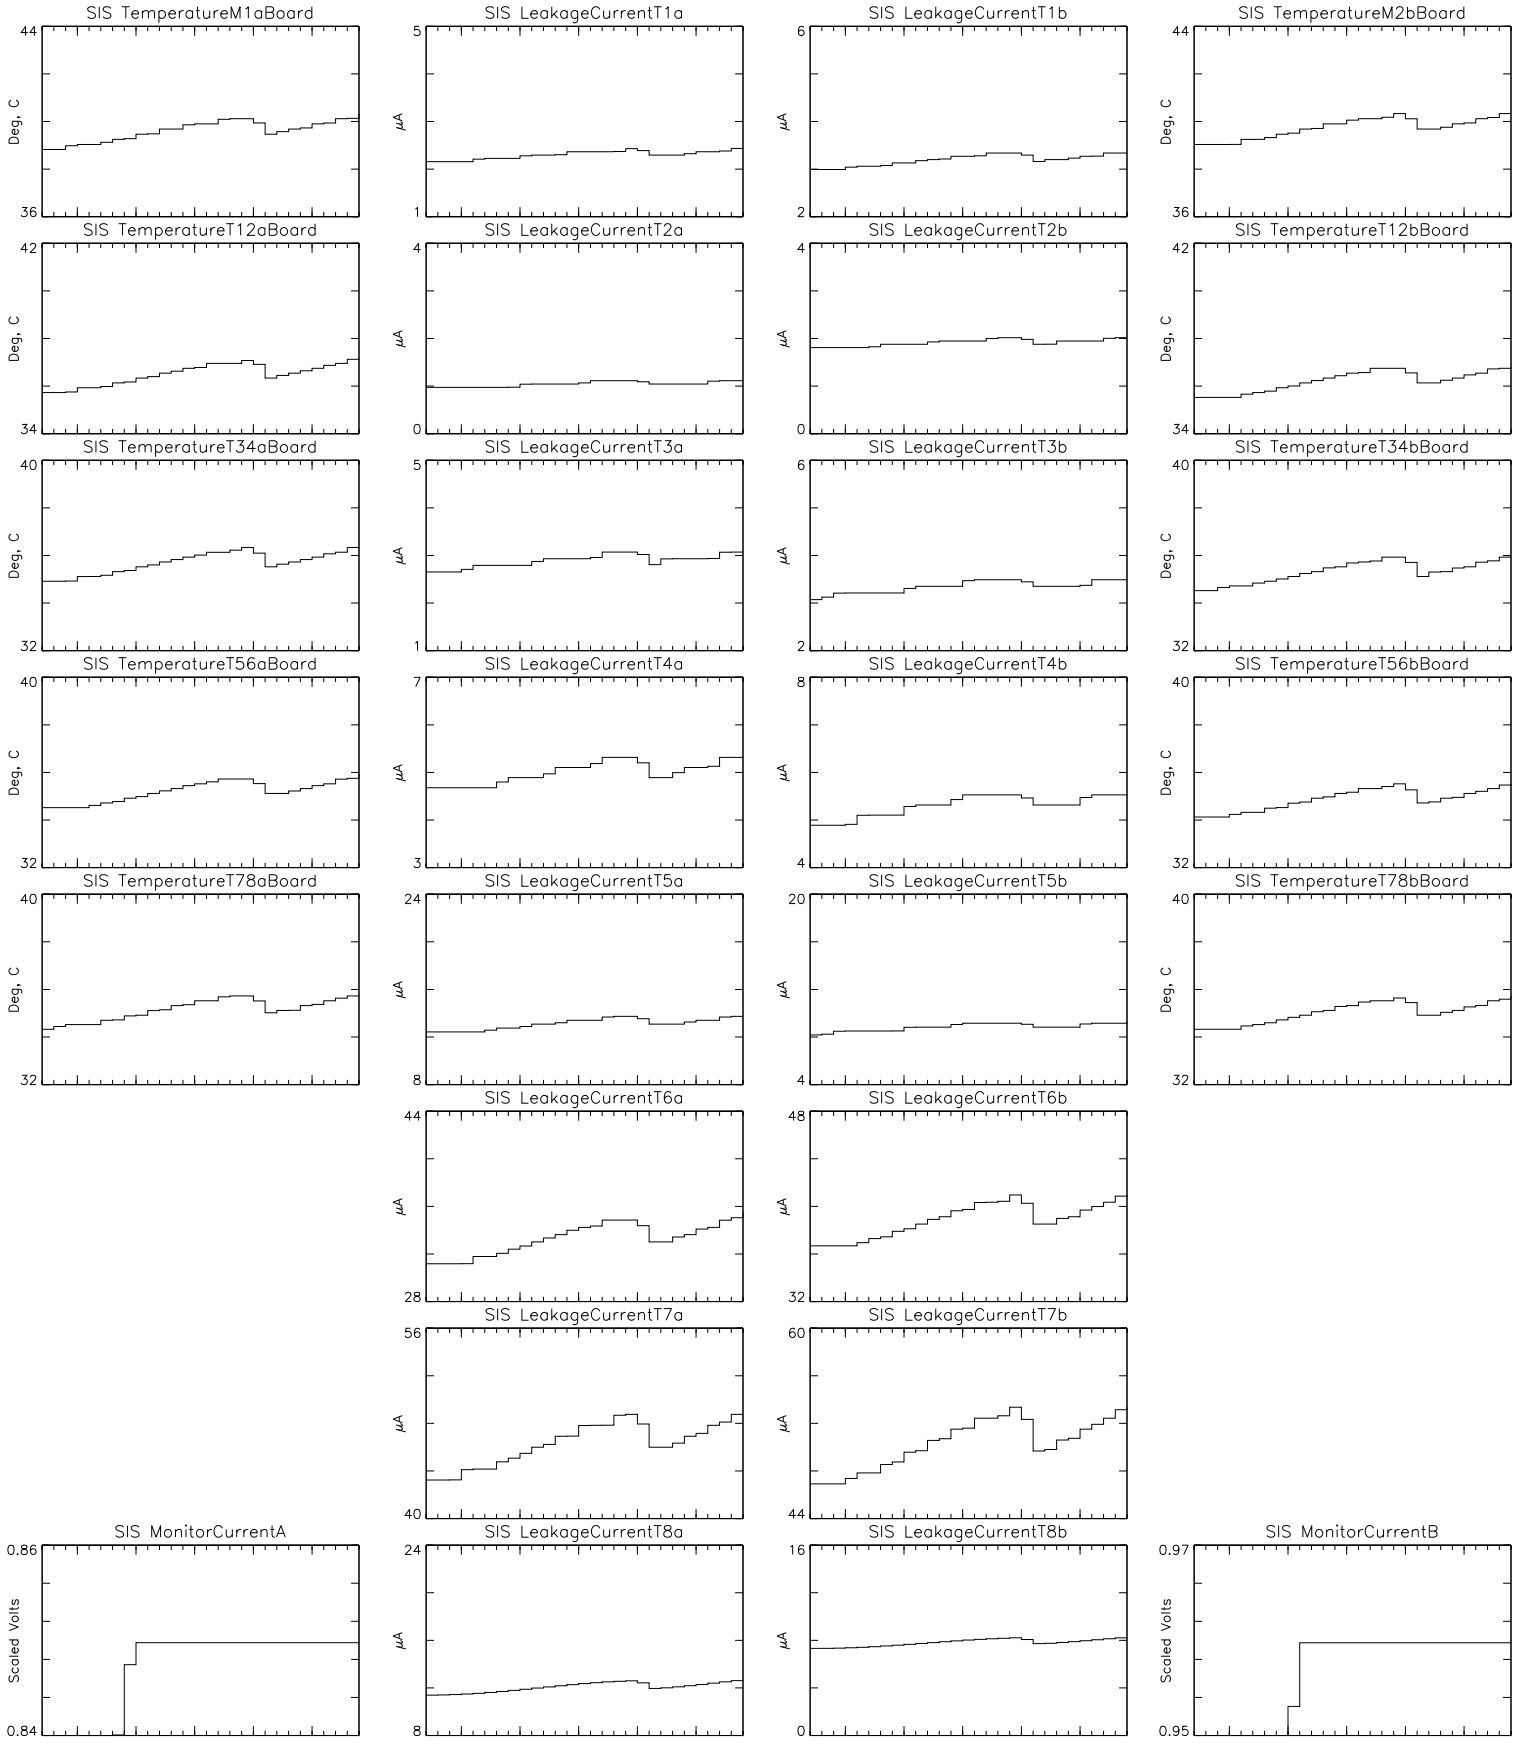 SIS TemperatureM1aBoard
44
Deg, C
36
SIS LeakageCurrentT1a
5
μA
1
SIS LeakageCurrentT1b
6
μA
2
SIS TemperatureM2bBoard
44
Deg, C
36
SIS TemperatureT12aBoard
42
Deg, C
34
SIS LeakageCurrentT2a
4
μA
0
SIS LeakageCurrentT2b
4
μA
0
SIS TemperatureT12bBoard
42
Deg, C
34
SIS TemperatureT34aBoard
40
Deg, C
32
SIS LeakageCurrentT3a
5
μA
1
SIS LeakageCurrentT3b
6
μA
2
SIS TemperatureT34bBoard
40
Deg, C
32
SIS TemperatureT56aBoard
40
Deg, C
32
SIS LeakageCurrentT4a
7
μA
3
SIS LeakageCurrentT4b
8
μA
4
SIS TemperatureT56bBoard
40
Deg, C
32
SIS TemperatureT78aBoard
40
Deg, C
32
SIS LeakageCurrentT5a
24
μA
8
SIS LeakageCurrentT5b
20
μA
4
SIS TemperatureT78bBoard
40
Deg, C
32
SIS LeakageCurrentT6a
44
μA
28
SIS LeakageCurrentT6b
48
μA
32
SIS LeakageCurrentT7a
56
μA
40
SIS LeakageCurrentT7b
60
μA
44
SIS MonitorCurrentA
0.86
Scaled Volts
0.84
SIS LeakageCurrentT8a
24
μA
8
SIS LeakageCurrentT8b
16
μA
0
SIS MonitorCurrentB
0.97
Scaled Volts
0.95